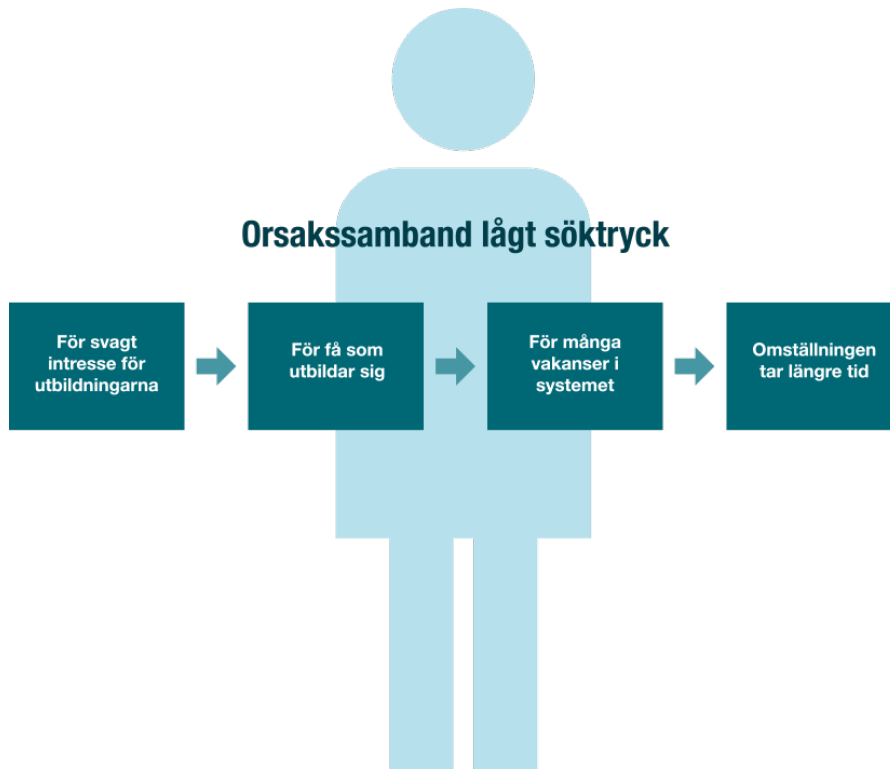 Orsakssamband lågt söktryck
För svagt
intresse för
utbildningarna
För få som
utbildar sig
För många
vakanser i
systemet
Omställningen
tar längre tid